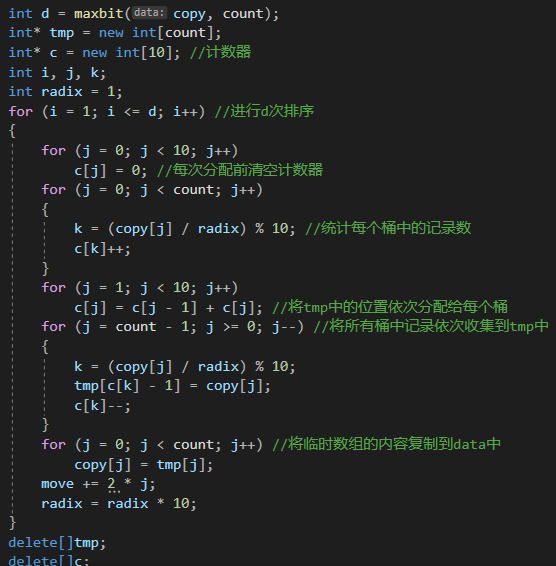 int d = maxbit(data: copy, count);
int* tmp = new int[count];
int* c = new int[10]; //计数器
int i, j, k;
int radix = 1;
for (i = 1; i <= d; i++) //进行d次排序
{
    for (j = 0; j < 10; j++)
        c[j] = 0; //每次分配前清空计数器
    for (j = 0; j < count; j++)
    {
        k = (copy[j] / radix) % 10; //统计每个桶中的记录数
        c[k]++;
    }
    for (j = 1; j < 10; j++)
        c[j] = c[j - 1] + c[j]; //将tmp中的位置依次分配给每个桶
    for (j = count - 1; j >= 0; j--) //将所有桶中记录依次收集到tmp中
    {
        k = (copy[j] / radix) % 10;
        tmp[c[k] - 1] = copy[j];
        c[k]--;
    }
    for (j = 0; j < count; j++) //将临时数组的内容复制到data中
        copy[j] = tmp[j];
    move += 2 * j;
    radix = radix * 10;
}
delete[]tmp;
delete[]c;